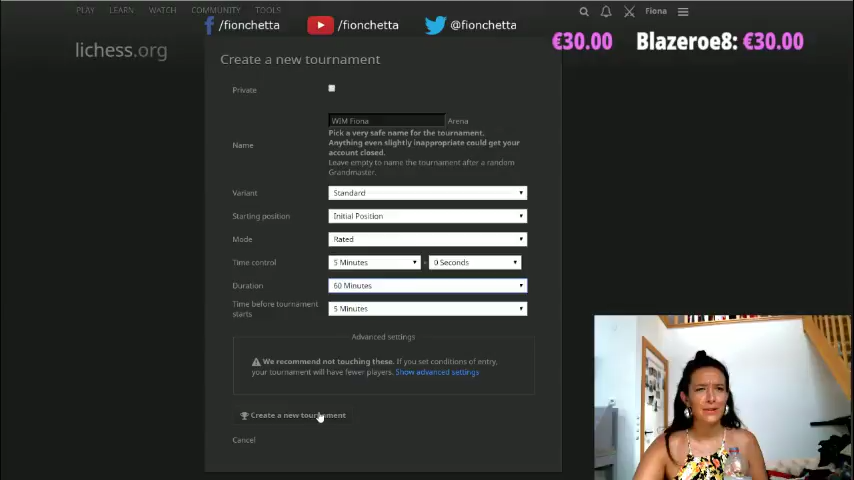 PLAY LEARN WATCH COMMUNITY TOOLS Fiona
/fionchetta /fionchetta @fionchetta
€30.00 Blazeroe8: €30.00
lichess.org
Create a new tournament
Private
WIM Fiona Arena
Name
Pick a very safe name for the tournament.
Anything even slightly inappropriate could get your
account closed.
Leave empty to name the tournament after a random
Grandmaster.
Variant Standard
Starting position Initial Position
Mode Rated
Time control 5 Minutes + 0 Seconds
Duration 60 Minutes
Time before tournament
starts 5 Minutes
Advanced settings
We recommend not touching these. If you set conditions of entry,
your tournament will have fewer players. Show advanced settings
Create a new tournament
Cancel